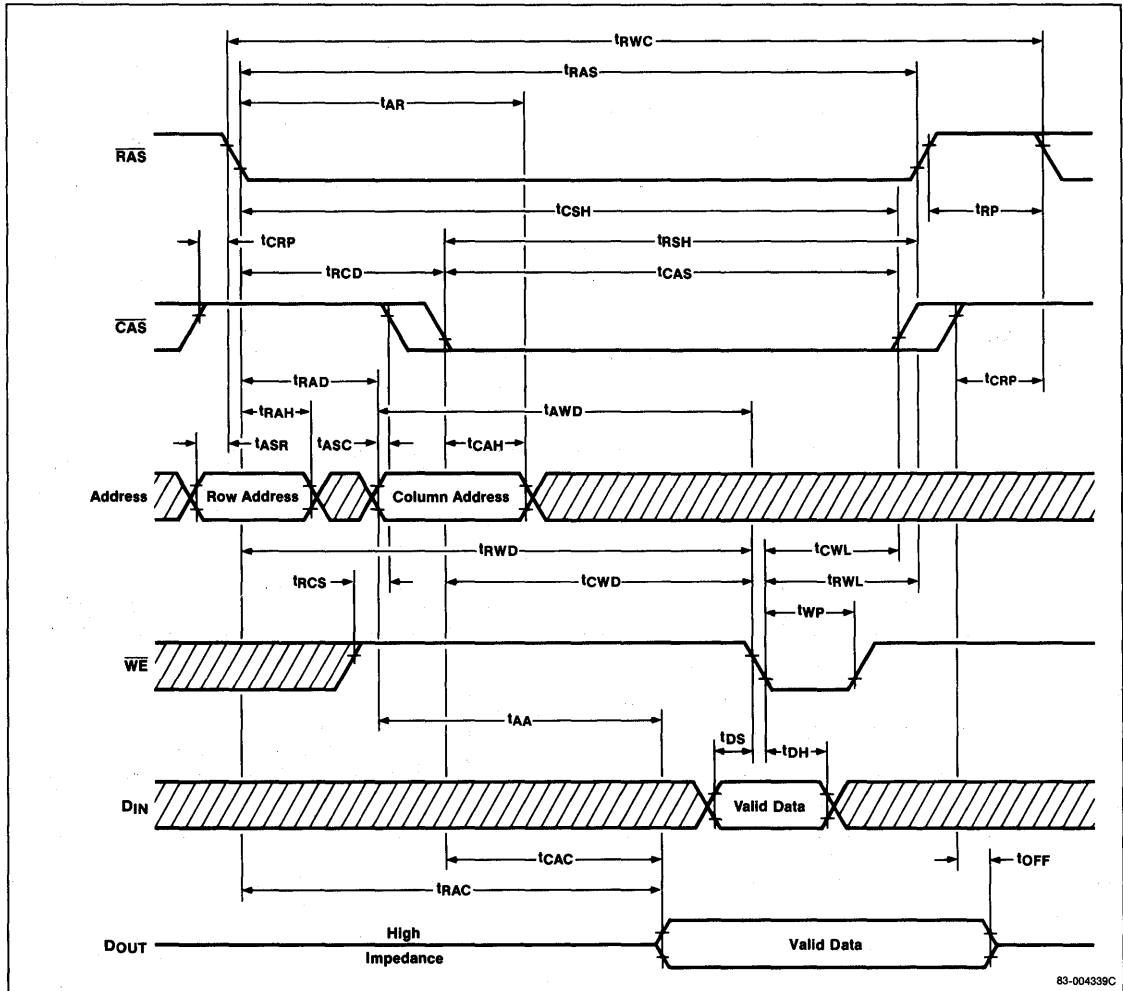 tRWC
tRAS
tAR
RAS
tCSH
tRP
tCRP
tRSH
tRCD
tCAS
CAS
tCRP
tRAD
tAWD
tRAH
tASR
tASC
tCAH
Address
Row Address
Column Address
tRWD
tCWL
tRCS
tCWD
tRWL
tWP
WE
tAA
tDS
tDH
DIN
Valid Data
tCAC
tOFF
tRAC
DOUT
High
Impedance
Valid Data
83-004339C